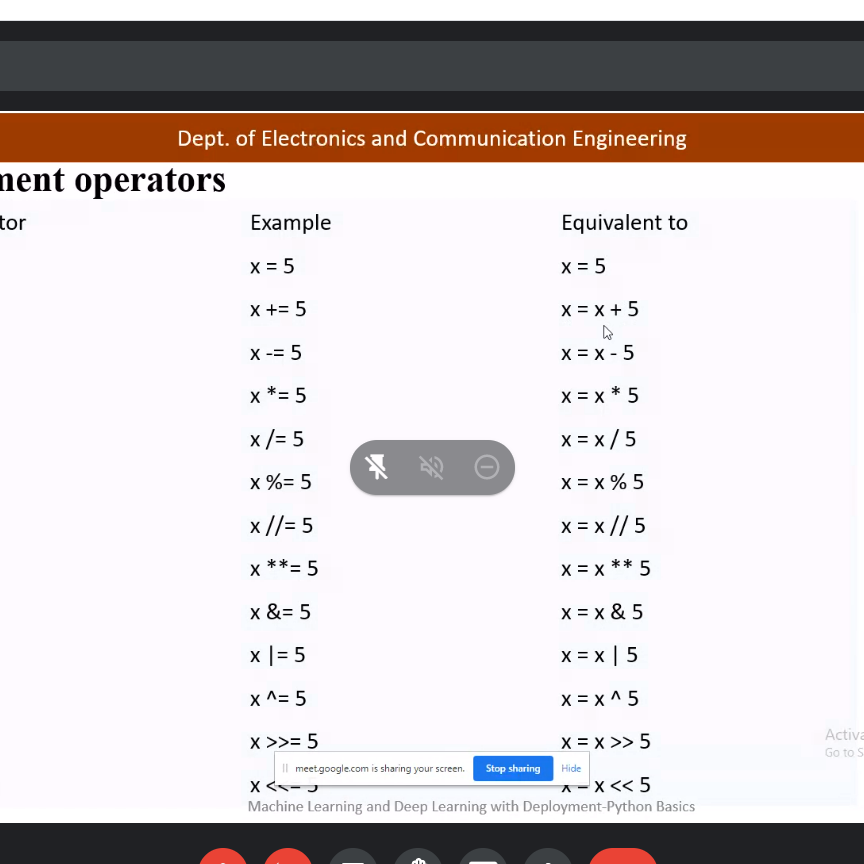 Dept. of Electronics and Communication Engineering
ment operators
tor Example Equivalent to
x = 5 x = 5
x += 5 x = x + 5
x -= 5 x = x - 5
x *= 5 x = x * 5
x /= 5 x = x / 5
x %= 5 x = x % 5
x //= 5 x = x // 5
x **= 5 x = x ** 5
x &= 5 x = x & 5
x |= 5 x = x | 5
x ^= 5 x = x ^ 5
Activa
x >>= 5 x = x >> 5
Go to S
meet.google.com is sharing your screen. Stop sharing Hide
x <<= 5 x = x << 5
Machine Learning and Deep Learning with Deployment-Python Basics